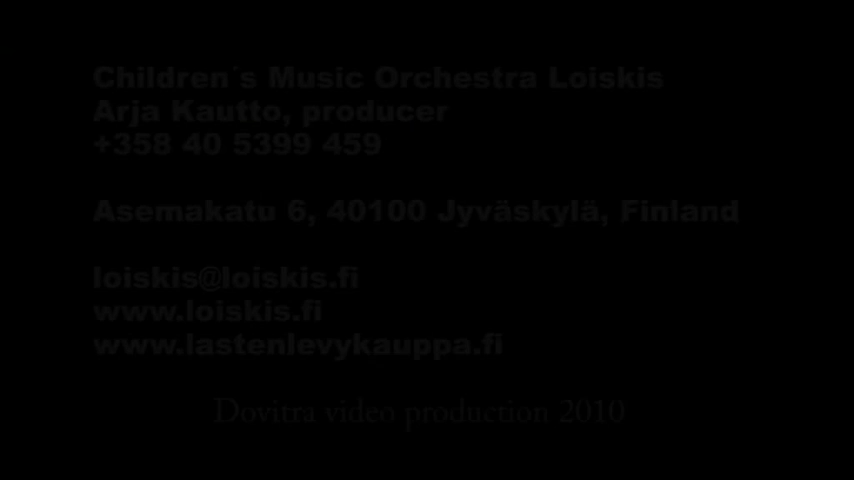 Children´s Music Orchestra Loiskis
Arja Kautto, producer
+358 40 5399 459
Asemakatu 6, 40100 Jyväskylä, Finland
loiskis@loiskis.fi
www.loiskis.fi
www.lastenlevykauppa.fi
Dovitra video production 2010